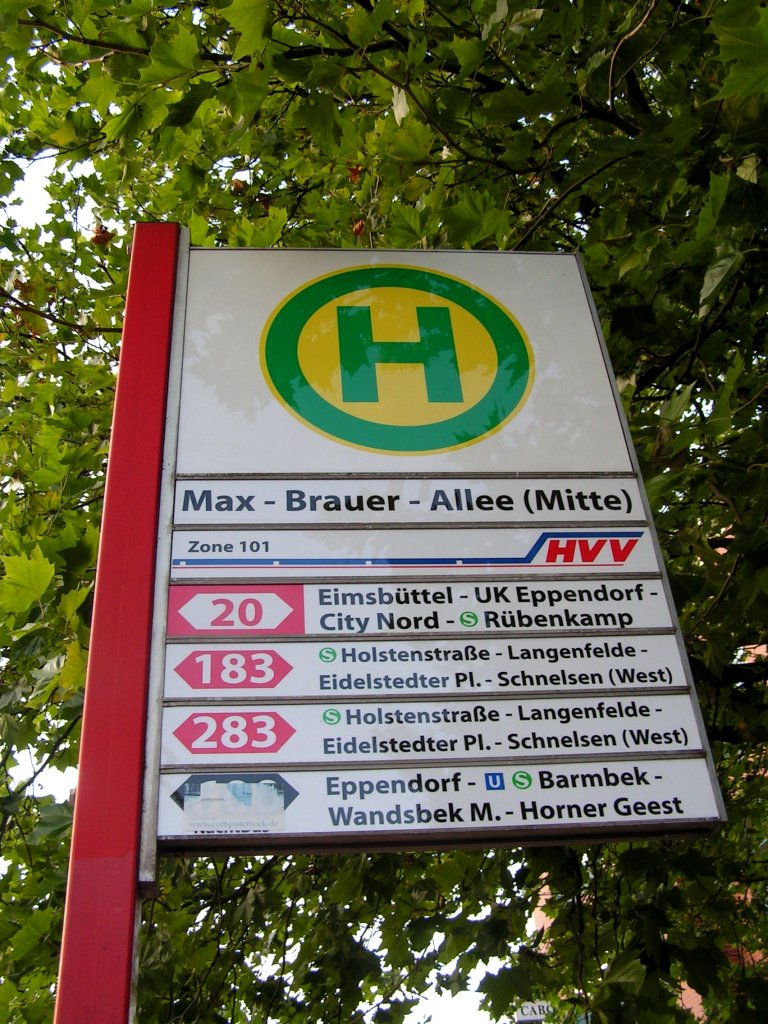 H
Max - Brauer - Allee (Mitte)
Zone 101
HVV
20 Eimsbüttel - UK Eppendorf -
City Nord - S Rübenkamp
183 S Holstenstraße - Langenfelde -
Eidelstedter Pl. - Schnelsen (West)
283 S Holstenstraße - Langenfelde -
Eidelstedter Pl. - Schnelsen (West)
Eppendorf - U S Barmbek -
Wandsbek M. - Horner Geest
Nachtbus